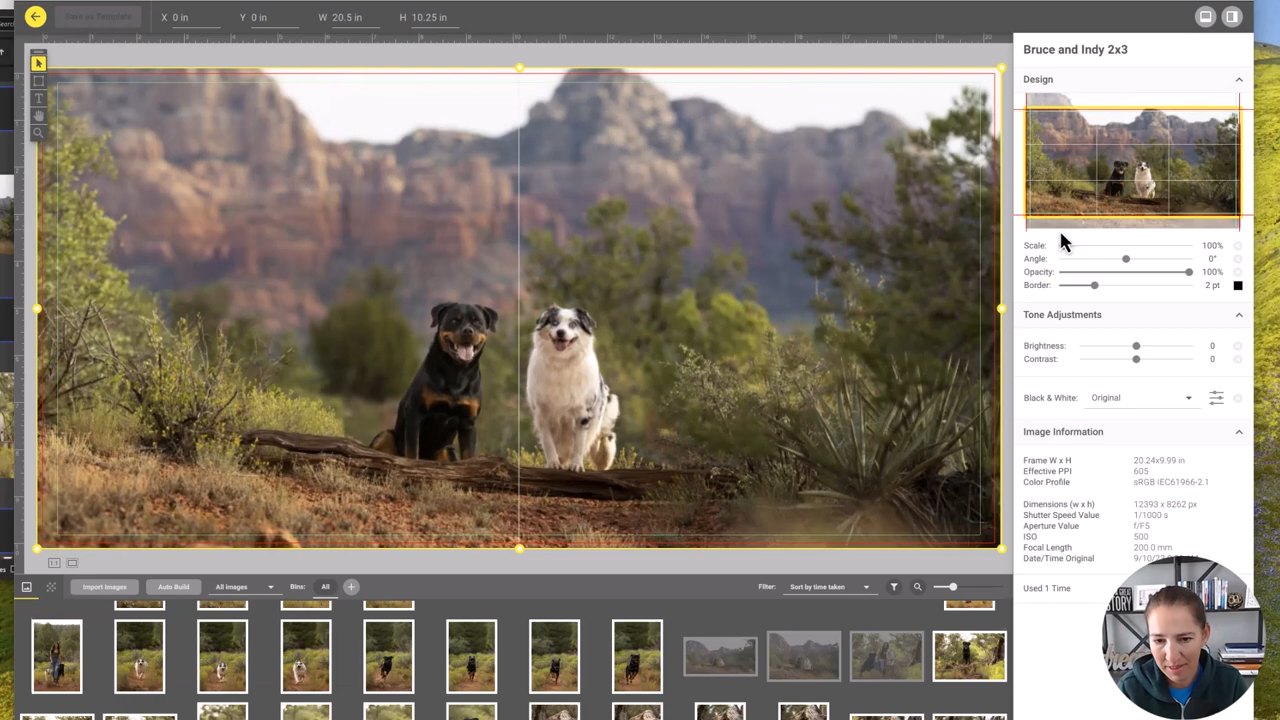 Save as Template X 0 in Y 0 in W 20.5 in H 10.25 in
Bruce and Indy 2x3
Design
Scale: 100%
Angle: 0°
Opacity: 100%
Border: 2 pt
Tone Adjustments
Brightness: 0
Contrast: 0
Black & White: Original
Image Information
Frame W x H 20.24x9.99 in
Effective PPI 605
Color Profile sRGB IEC61966-2.1
Dimensions (w x h) 12393 x 8262 px
Shutter Speed Value 1/1000 s
Aperture Value f/F5
ISO 500
Focal Length 200.0 mm
Date/Time Original
Used 1 Time
Import Images Auto Build All images Bins: All + Filter: Sort by time taken
STORY